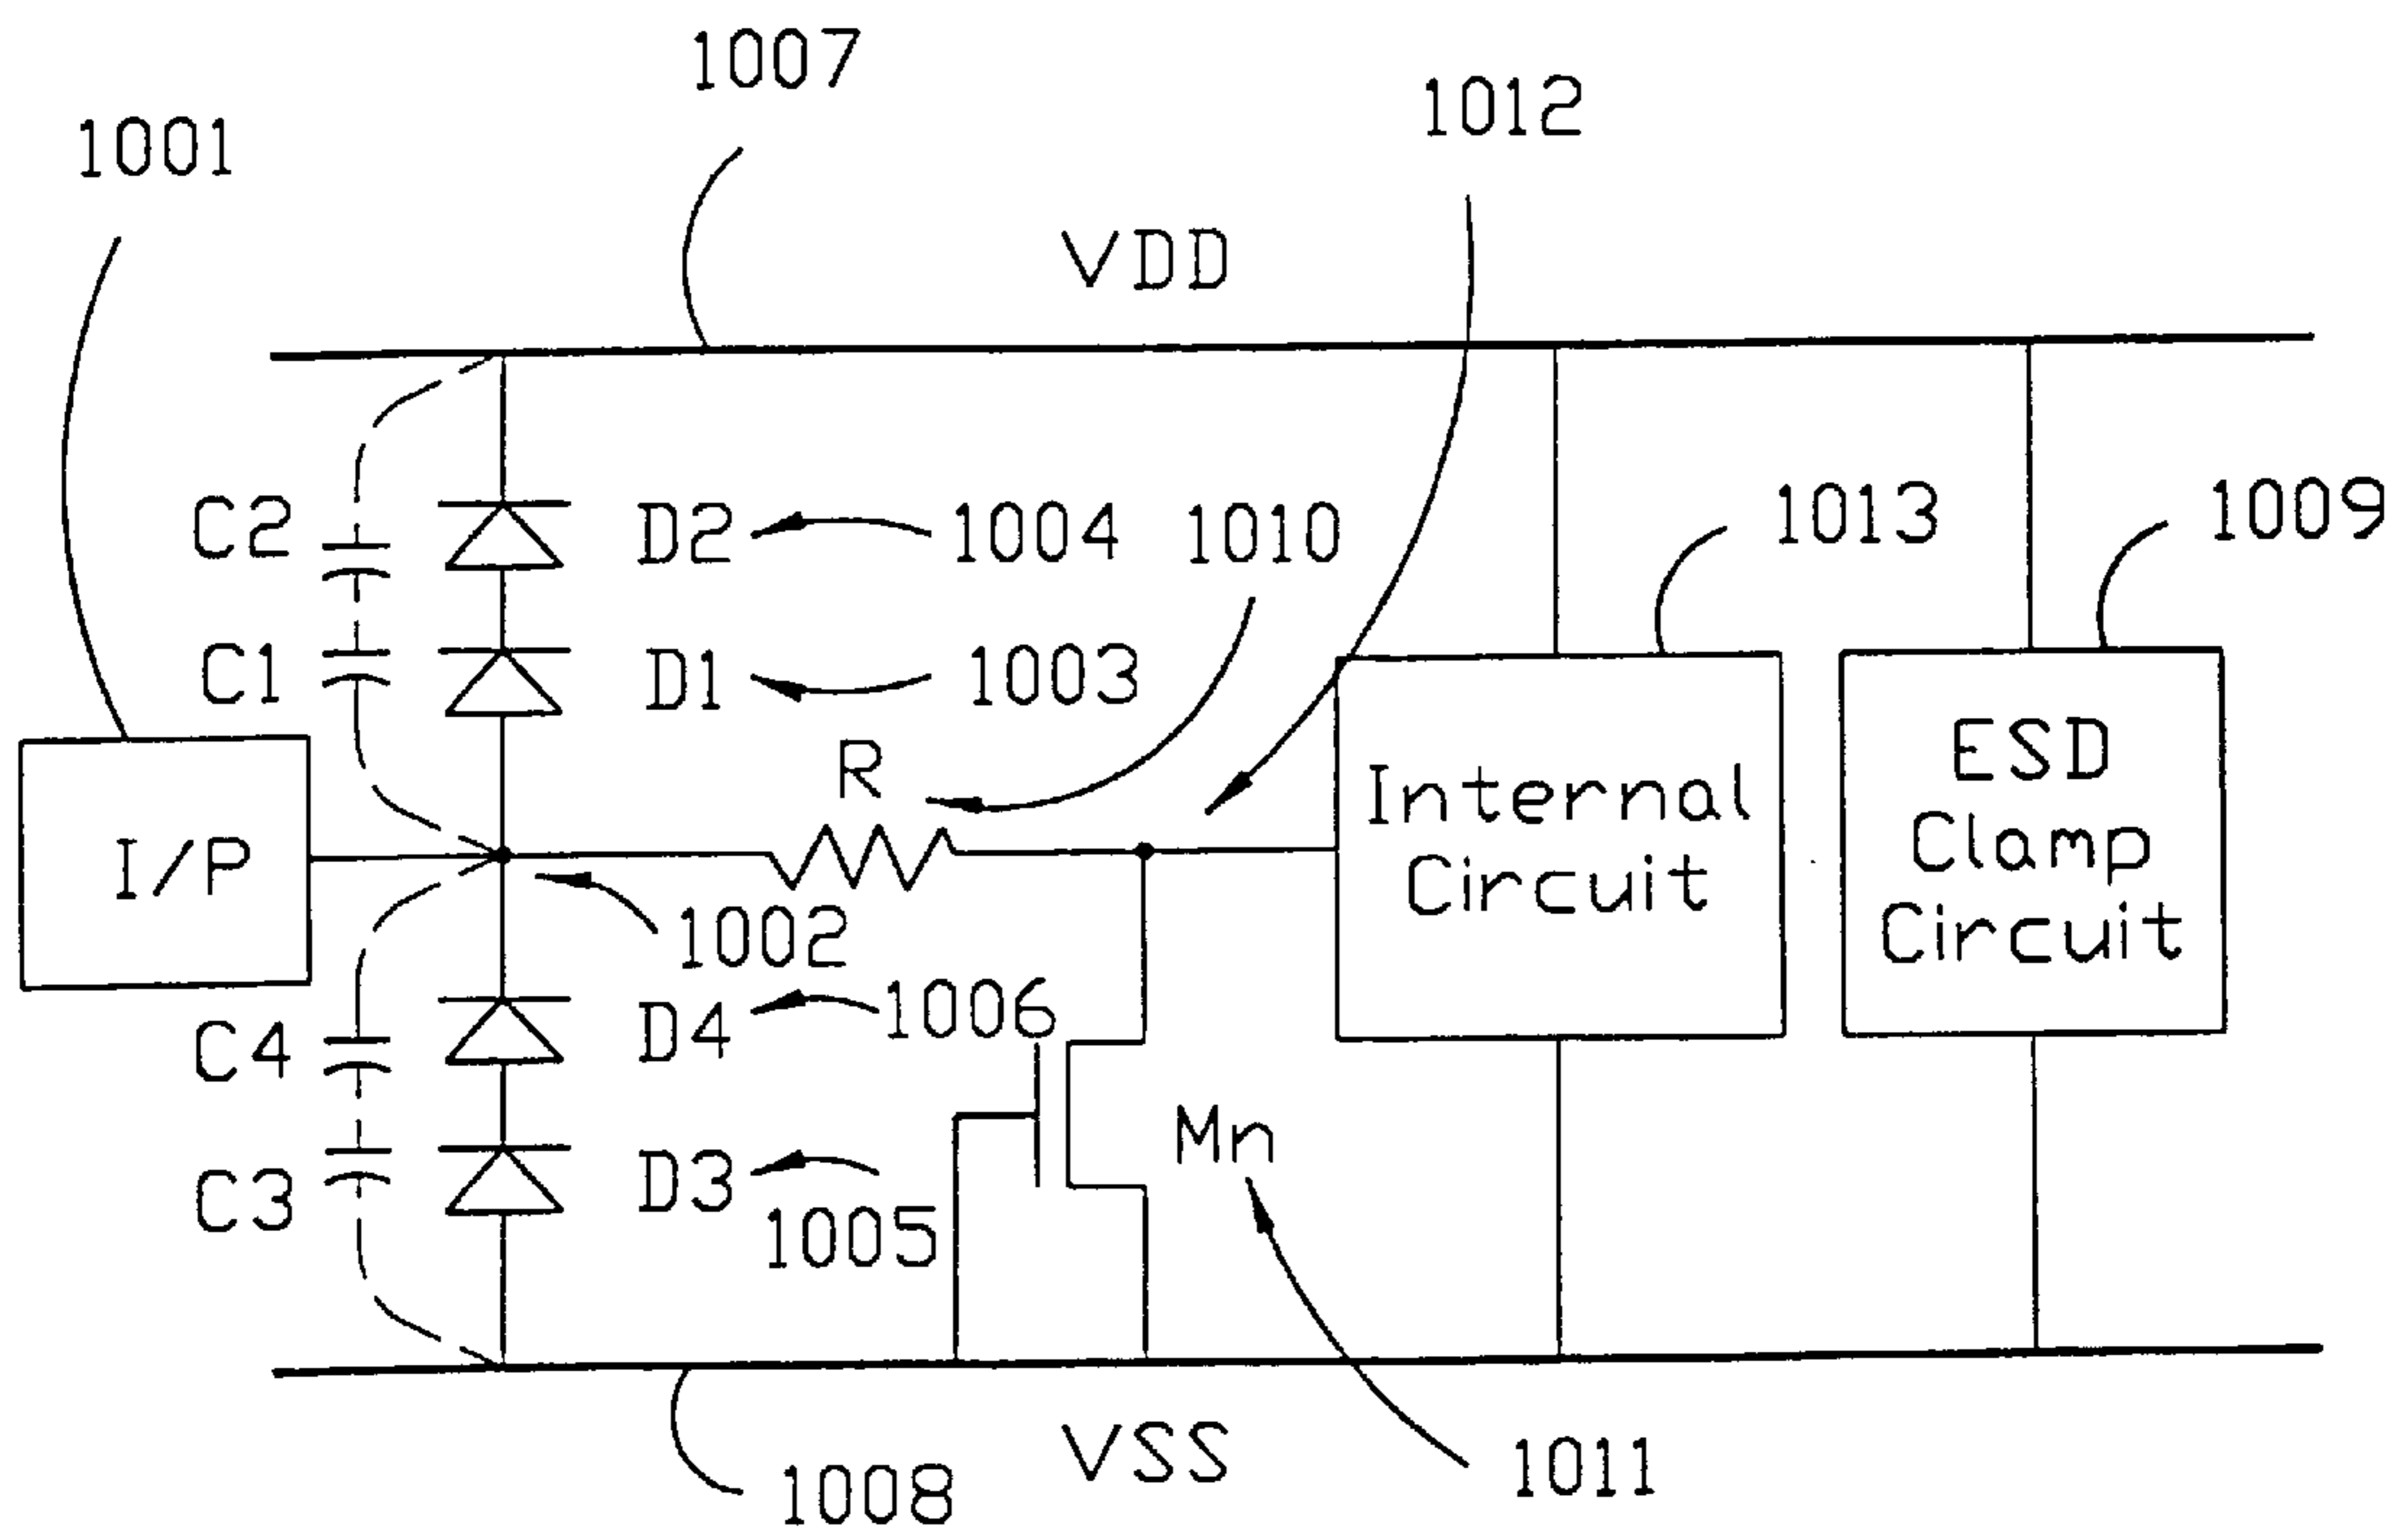 1007
1012
1001
VDD
C2
D2
1004
1010
1013
1009
C1
D1
1003
R
ESD
Clamp
Circuit
Internal
Circuit
I/P
1002
D4
1006
C4
Mn
C3
D3
1005
VSS
1008
1011